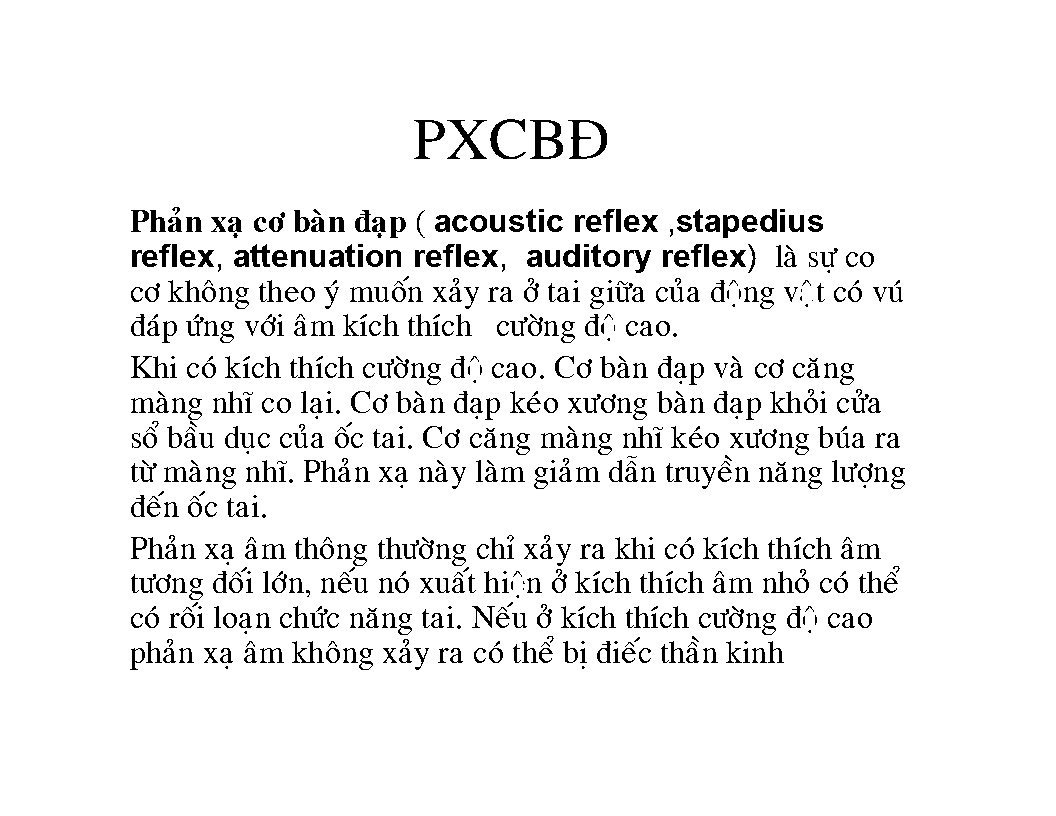 PXCBĐ
Phản xạ cơ bàn đạp ( acoustic reflex ,stapedius
reflex, attenuation reflex, auditory reflex) là sự co
cơ không theo ý muốn xảy ra ở tai giữa của động vật có vú
đáp ứng với âm kích thích cường độ cao.
Khi có kích thích cường độ cao. Cơ bàn đạp và cơ căng
màng nhĩ co lại. Cơ bàn đạp kéo xương bàn đạp khỏi cửa
sổ bầu dục của ốc tai. Cơ căng màng nhĩ kéo xương búa ra
từ màng nhĩ. Phản xạ này làm giảm dẫn truyền năng lượng
đến ốc tai.
Phản xạ âm thông thường chỉ xảy ra khi có kích thích âm
tương đối lớn, nếu nó xuất hiện ở kích thích âm nhỏ có thể
có rối loạn chức năng tai. Nếu ở kích thích cường độ cao
phản xạ âm không xảy ra có thể bị điếc thần kinh